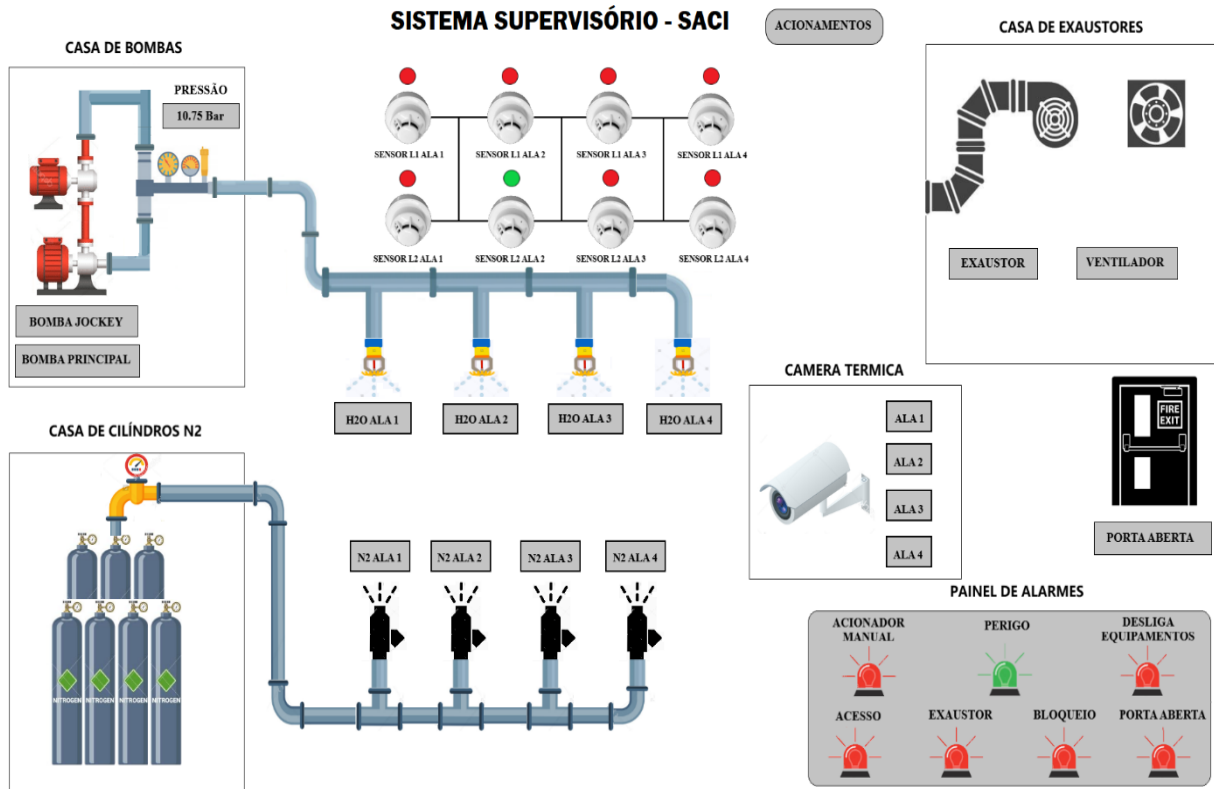 SISTEMA SUPERVISÓRIO - SACI
ACIONAMENTOS
CASA DE BOMBAS
PRESSÃO
10.75 Bar
BOMBA JOCKEY
BOMBA PRINCIPAL
SENSOR L1 ALA 1
SENSOR L1 ALA 2
SENSOR L1 ALA 3
SENSOR L1 ALA 4
SENSOR L2 ALA 1
SENSOR L2 ALA 2
SENSOR L2 ALA 3
SENSOR L2 ALA 4
H2O ALA 1
H2O ALA 2
H2O ALA 3
H2O ALA 4
CASA DE EXAUSTORES
EXAUSTOR
VENTILADOR
CASA DE CILÍNDROS N2
NITROGEN
NITROGEN
NITROGEN
NITROGEN
N2 ALA 1
N2 ALA 2
N2 ALA 3
N2 ALA 4
CAMERA TERMICA
ALA 1
ALA 2
ALA 3
ALA 4
FIRE
EXIT
PORTA ABERTA
PAINEL DE ALARMES
ACIONADOR
MANUAL
PERIGO
DESLIGA
EQUIPAMENTOS
ACESSO
EXAUSTOR
BLOQUEIO
PORTA ABERTA